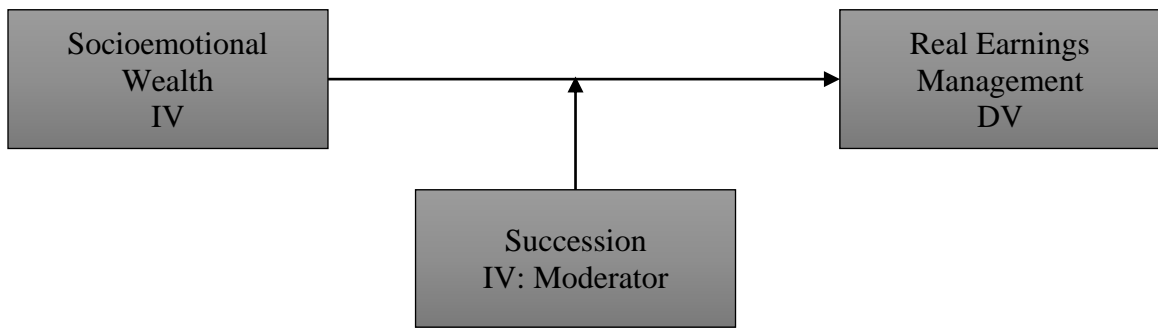 Socioemotional
Wealth
IV
Real Earnings
Management
DV
Succession
IV: Moderator